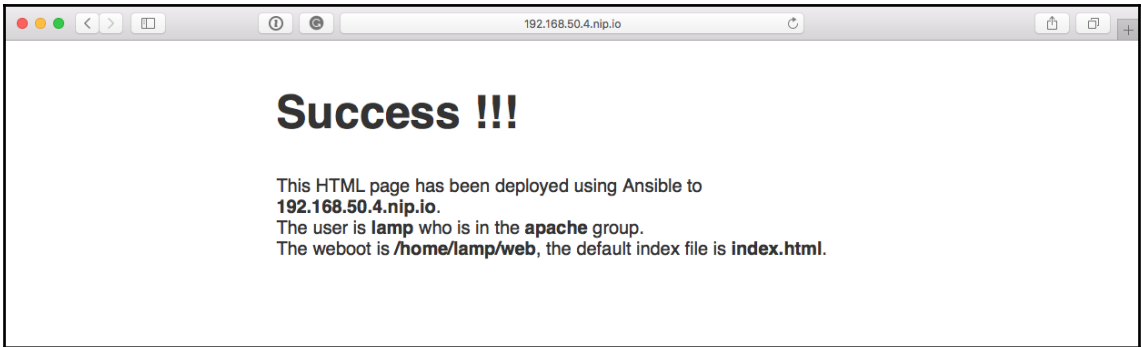 192.168.50.4.nip.io
Success !!!
This HTML page has been deployed using Ansible to
192.168.50.4.nip.io.
The user is lamp who is in the apache group.
The weboot is /home/lamp/web, the default index file is index.html.